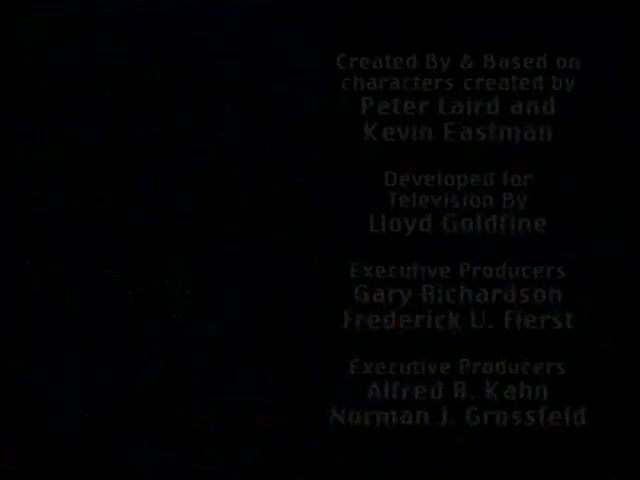 Created By & Based on
characters created by
Peter Laird and
Kevin Eastman
Developed for
Television By
Lloyd Goldfine
Executive Producers
Gary Richardson
Frederick U. Fierst
Executive Producers
Alfred R. Kahn
Norman J. Grossfeld